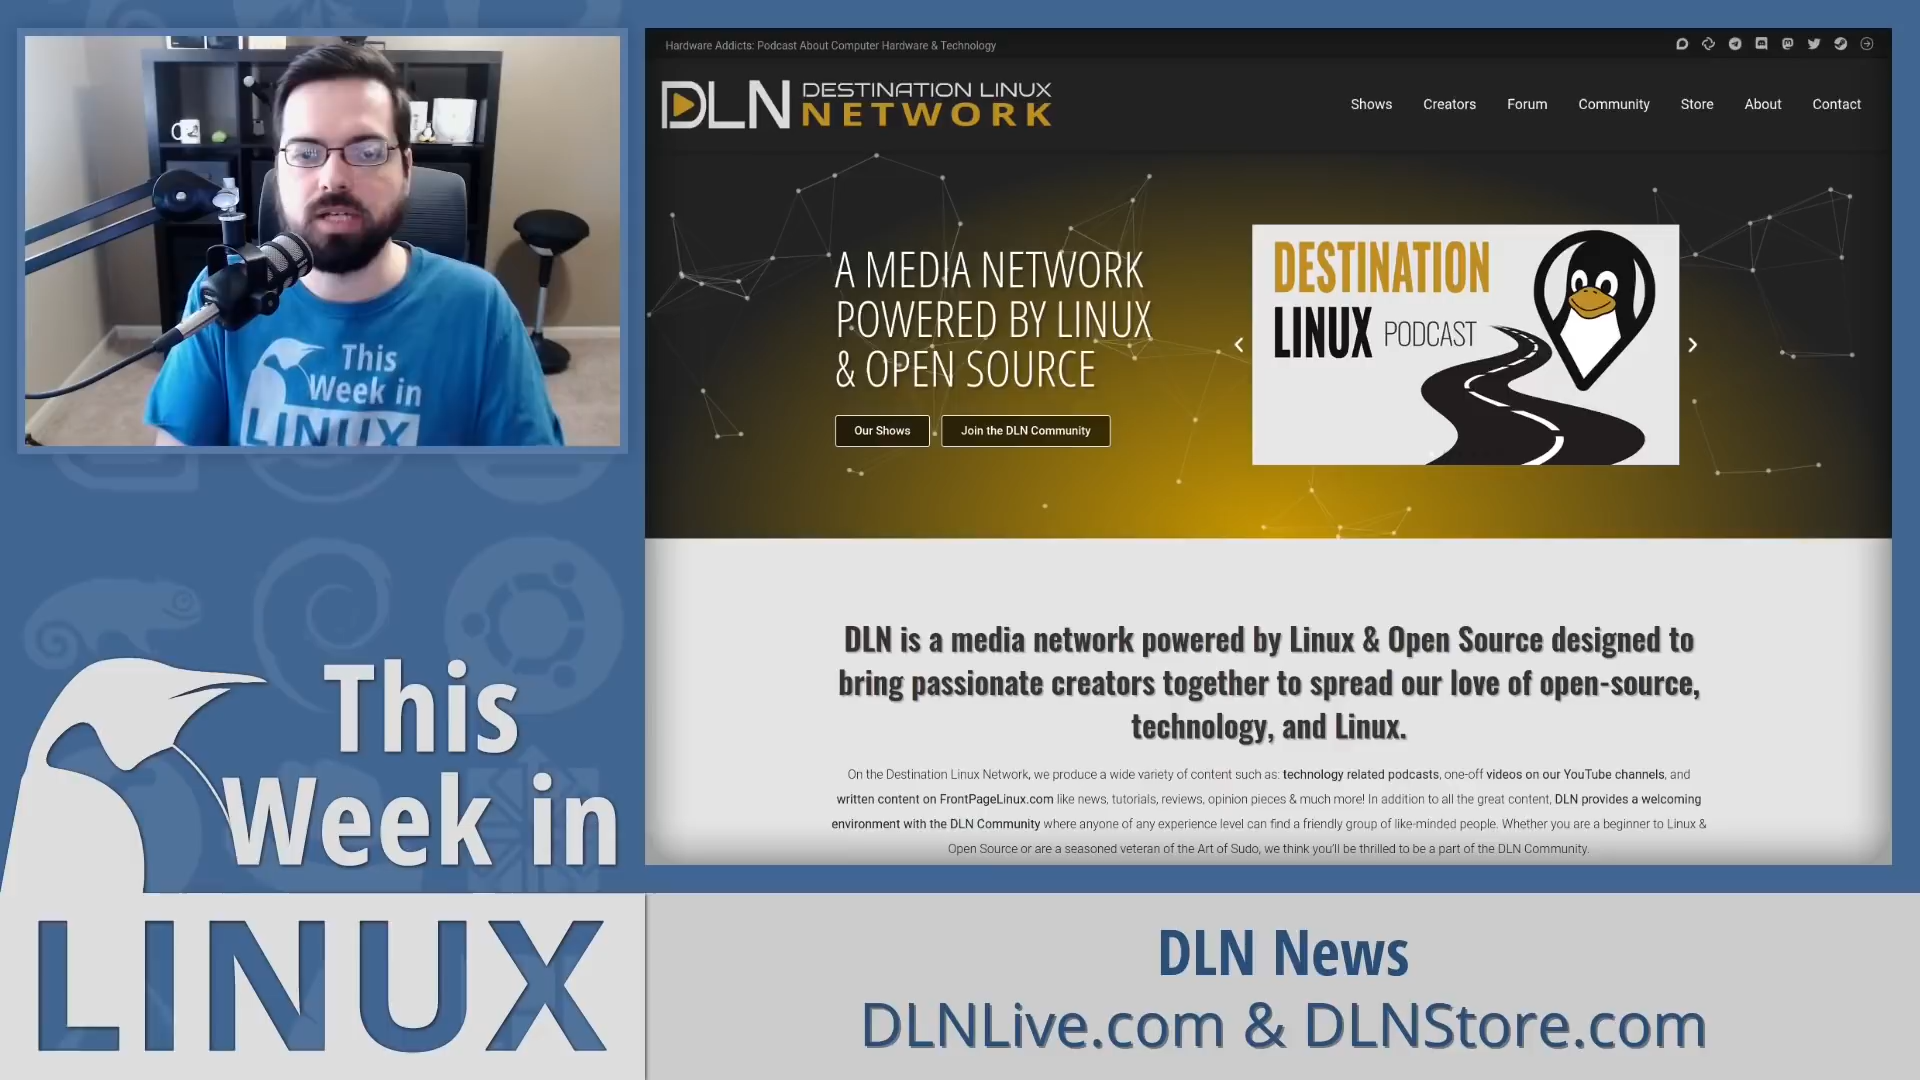 This
Week in
LINUX
Hardware Addicts: Podcast About Computer Hardware & Technology
DLN DESTINATION LINUX
NETWORK
Shows Creators Forum Community Store About Contact
A MEDIA NETWORK
POWERED BY LINUX
& OPEN SOURCE
Our Shows Join the DLN Community
DESTINATION
LINUX PODCAST
DLN is a media network powered by Linux & Open Source designed to
bring passionate creators together to spread our love of open-source,
technology, and Linux.
On the Destination Linux Network, we produce a wide variety of content such as: technology related podcasts, one-off videos on our YouTube channels, and
written content on FrontPageLinux.com like news, tutorials, reviews, opinion pieces & much more! In addition to all the great content, DLN provides a welcoming
environment with the DLN Community where anyone of any experience level can find a friendly group of like-minded people. Whether you are a beginner to Linux &
Open Source or are a seasoned veteran of the Art of Sudo, we think you'll be thrilled to be a part of the DLN Community.
This
Week in
LINUX
DLN News
DLNLive.com & DLNStore.com